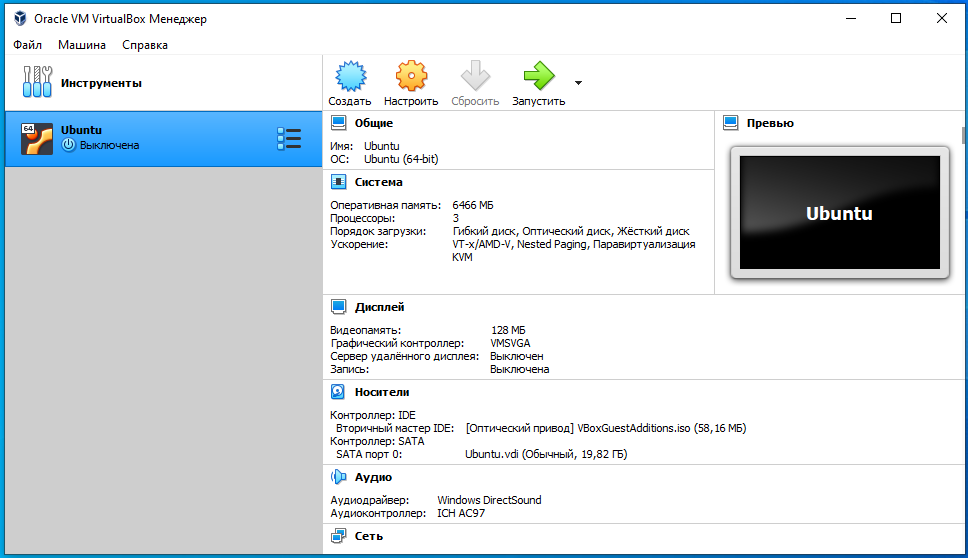 Oracle VM VirtualBox Менеджер
Файл Машина Справка
Инструменты
Создать Настроить Сбросить Запустить
64
Ubuntu
Выключена
Общие
Имя: Ubuntu
ОС: Ubuntu (64-bit)
Превью
Ubuntu
Система
Оперативная память: 6466 МБ
Процессоры: 3
Порядок загрузки: Гибкий диск, Оптический диск, Жёсткий диск
Ускорение: VT-x/AMD-V, Nested Paging, Паравиртуализация
KVM
Дисплей
Видеопамять: 128 МБ
Графический контроллер: VMSVGA
Сервер удалённого дисплея: Выключен
Запись: Выключена
Носители
Контроллер: IDE
Вторичный мастер IDE: [Оптический привод] VBoxGuestAdditions.iso (58,16 МБ)
Контроллер: SATA
SATA порт 0: Ubuntu.vdi (Обычный, 19,82 ГБ)
Аудио
Аудиодрайвер: Windows DirectSound
Аудиоконтроллер: ICH AC97
Сеть